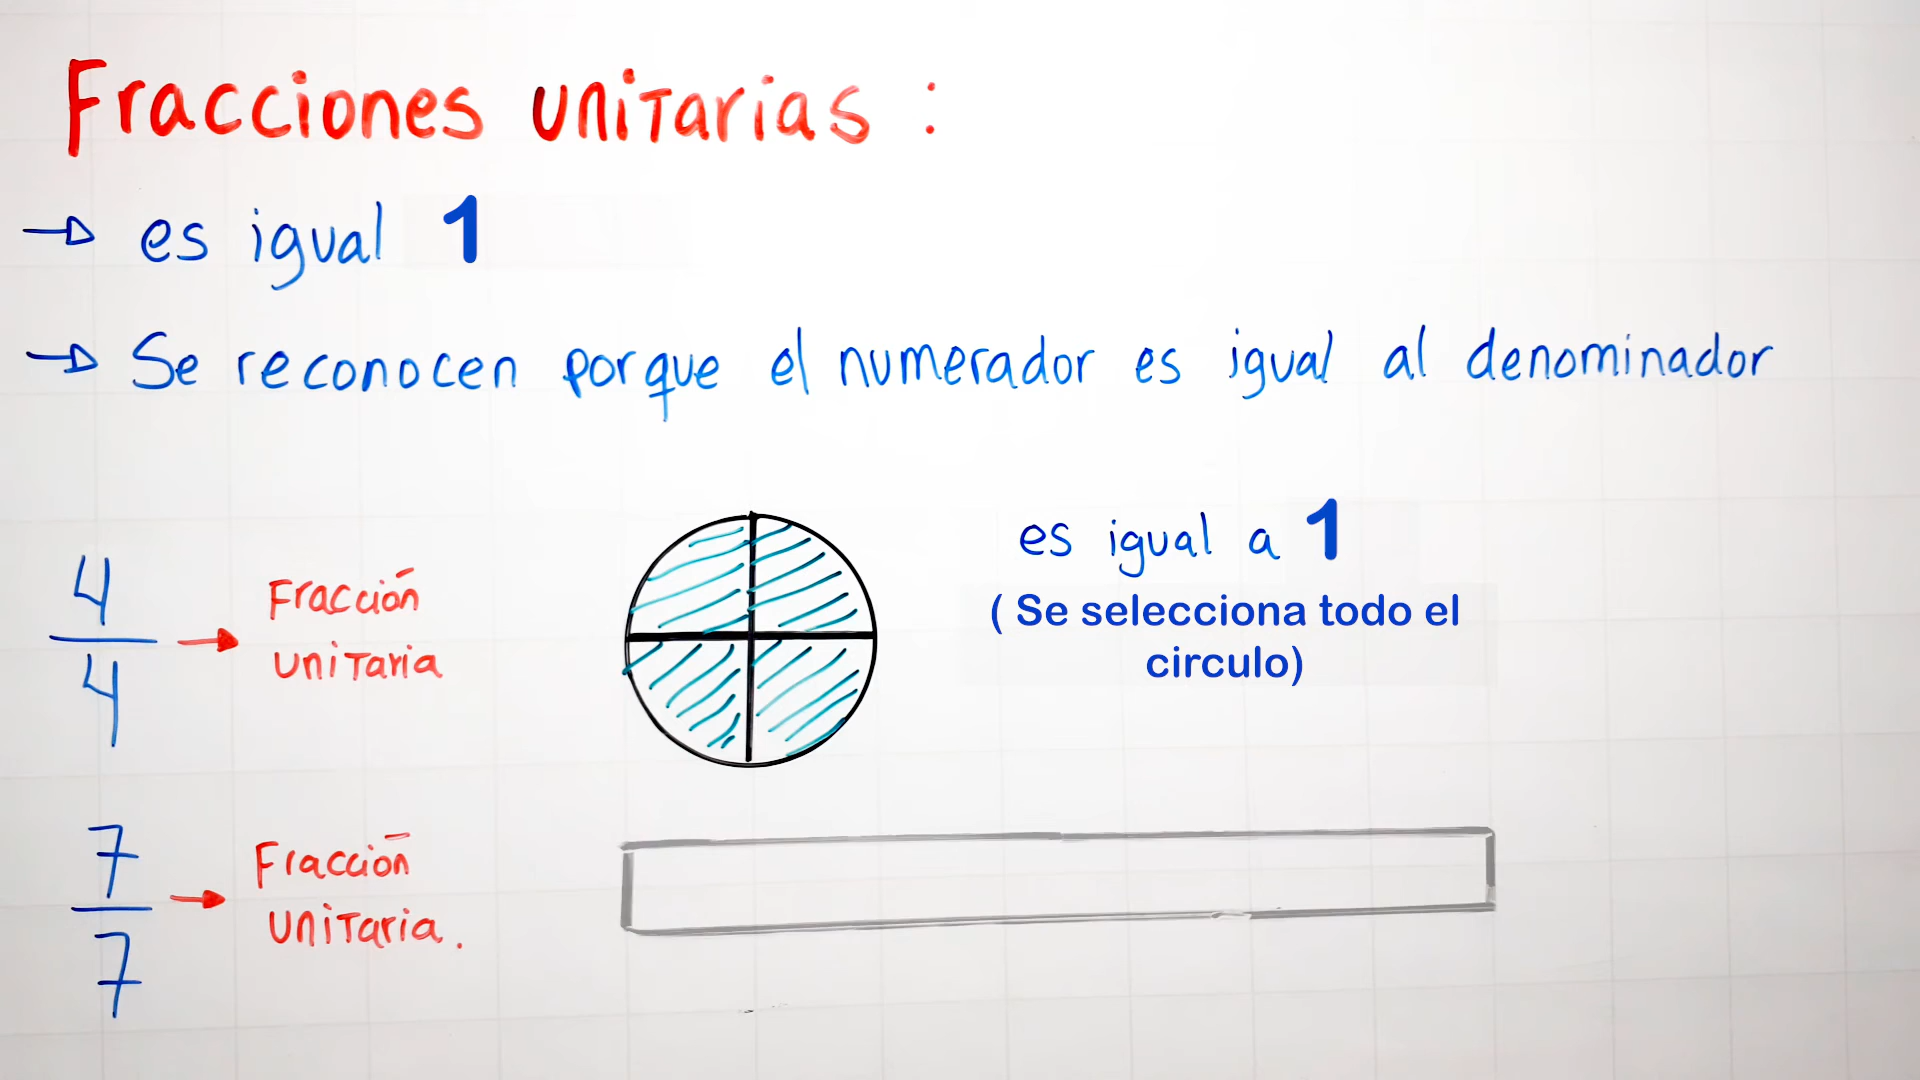 Fracciones unitarias :
es igual 1
Se reconocen porque el numerador es igual al denominador
4
4
Fracción
unitaria
es igual a 1
( Se selecciona todo el
circulo)
7
7
Fracción
unitaria.